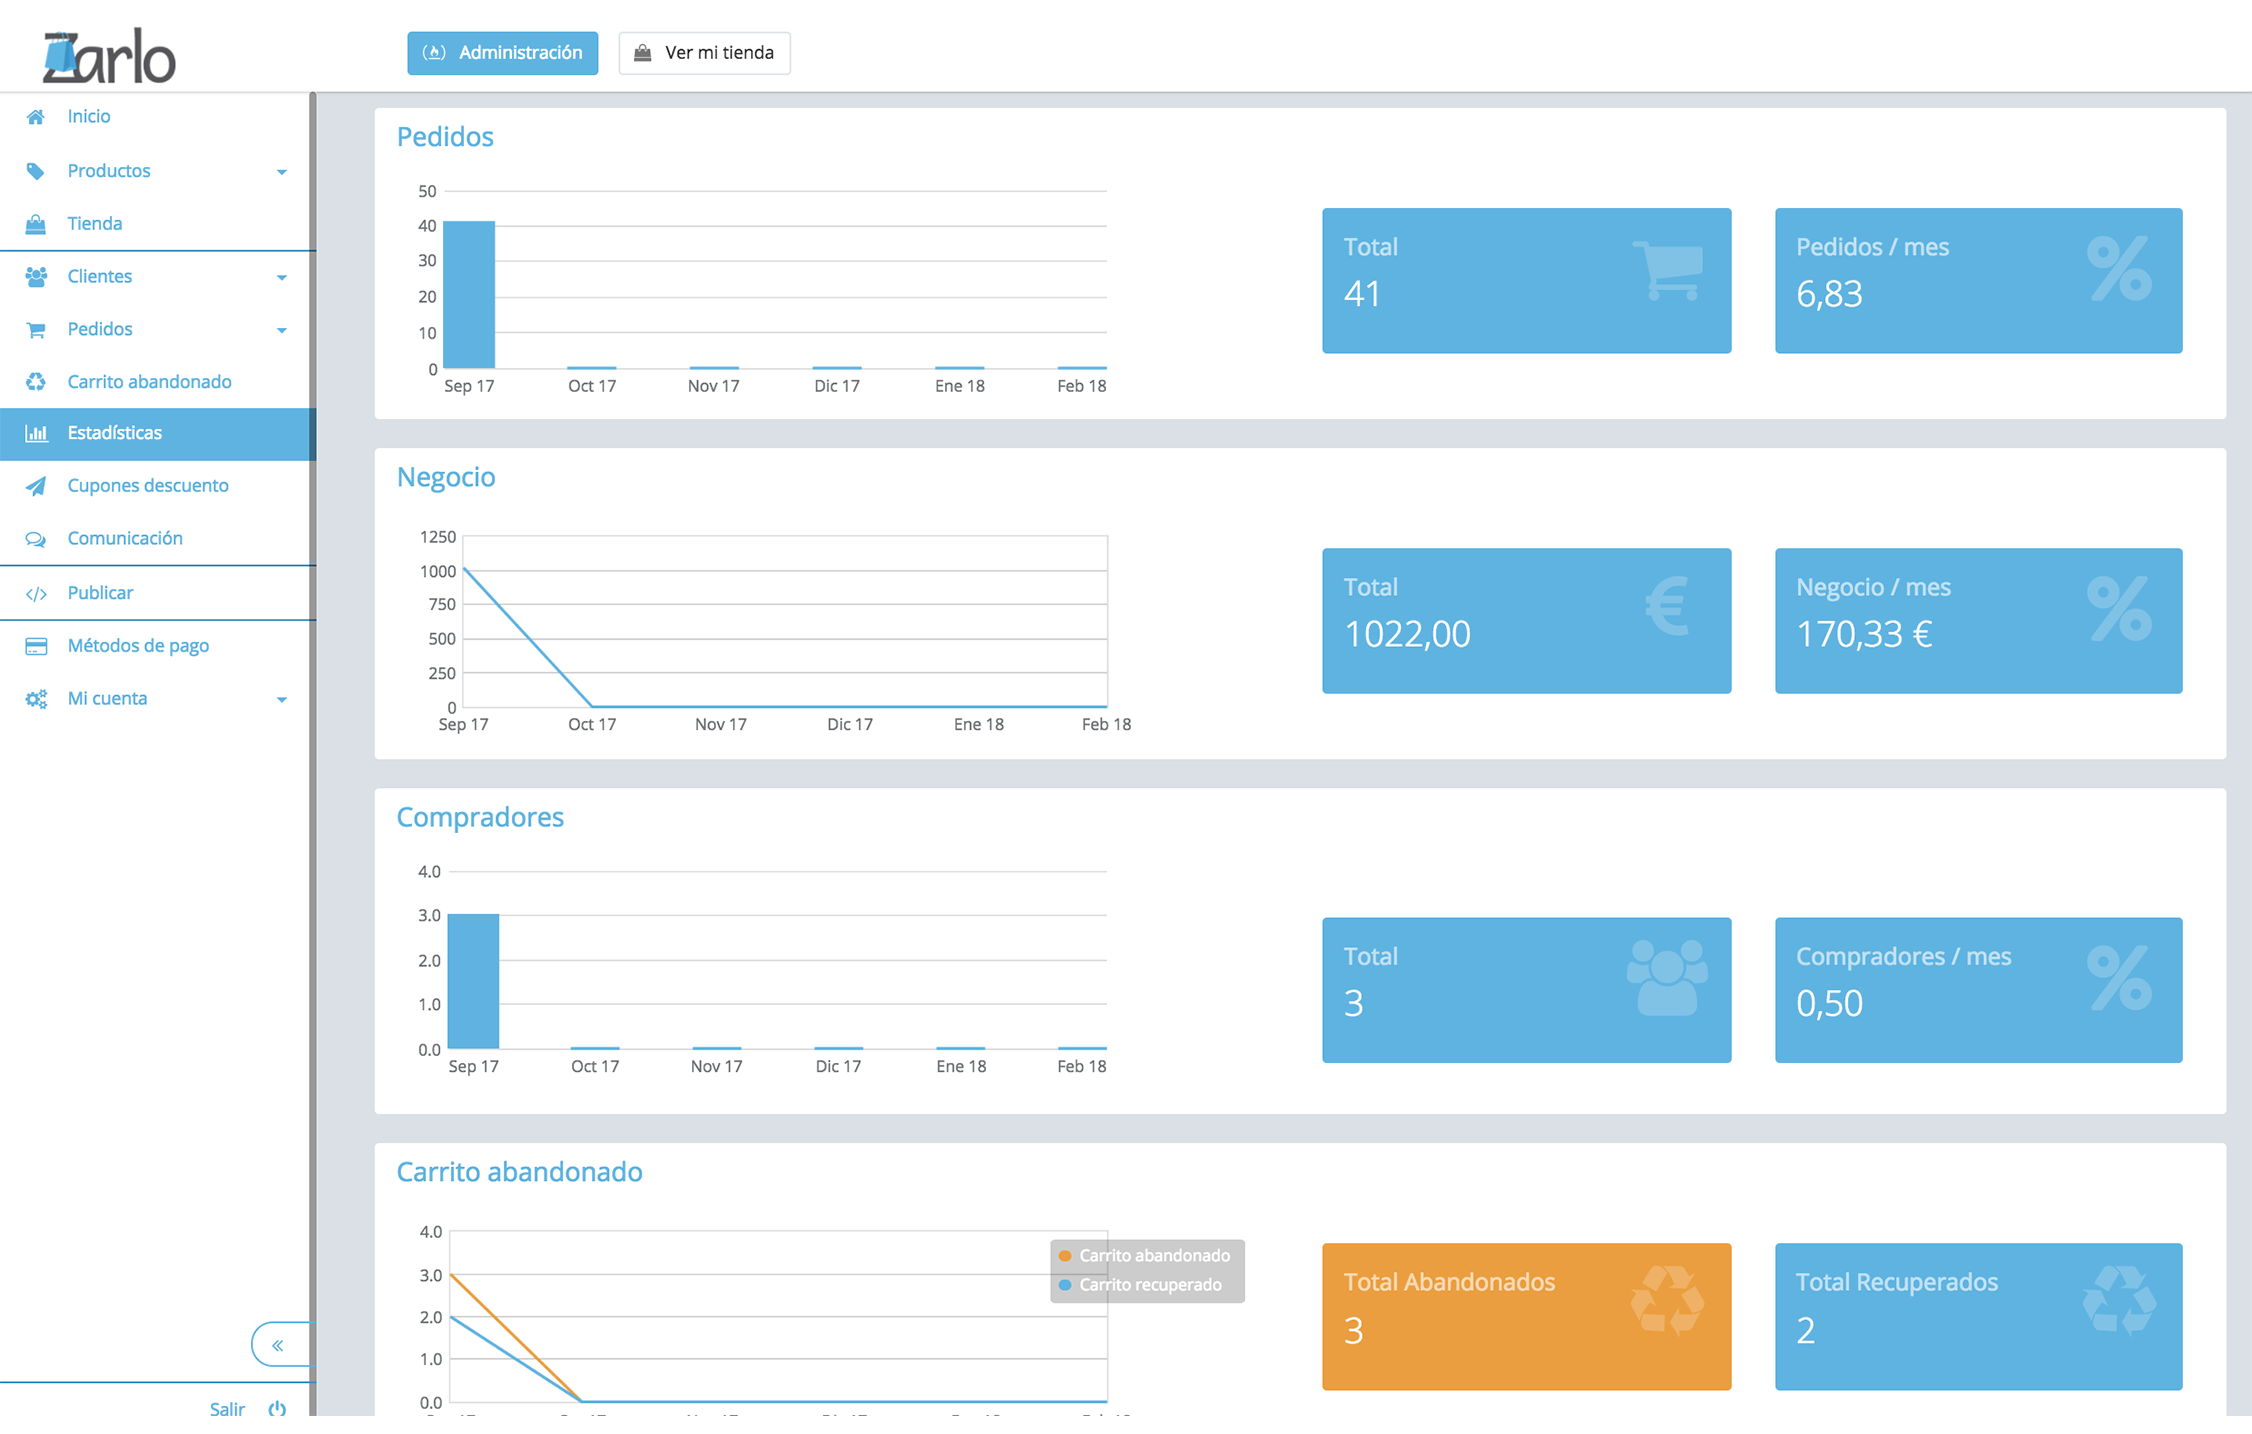 Zarlo
Administración
Ver mi tienda
Inicio
Productos
Tienda
Clientes
Pedidos
Carrito abandonado
Estadísticas
Cupones descuento
Comunicación
Publicar
Métodos de pago
Mi cuenta
Salir
Pedidos
50
40
30
20
10
0
Sep 17 Oct 17 Nov 17 Dic 17 Ene 18 Feb 18
Total
41
Pedidos / mes
6,83
%
Negocio
1250
1000
750
500
250
0
Sep 17 Oct 17 Nov 17 Dic 17 Ene 18 Feb 18
Total
1022,00
€
Negocio / mes
170,33 €
%
Compradores
4.0
3.0
2.0
1.0
0.0
Sep 17 Oct 17 Nov 17 Dic 17 Ene 18 Feb 18
Total
3
Compradores / mes
0,50
%
Carrito abandonado
4.0
3.0
2.0
1.0
0.0
Carrito abandonado
Carrito recuperado
Total Abandonados
3
Total Recuperados
2